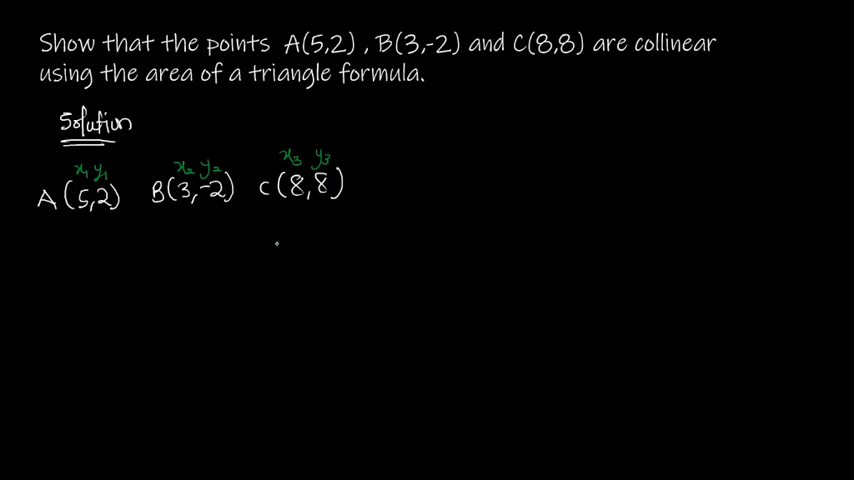 Show that the points A(5,2) , B(3,-2) and C(8,8) are collinear
using the area of a triangle formula.
Solution
x₁ y₁ x₂ y₂ x₃ y₃
A (5,2) B(3,-2) C (8,8)